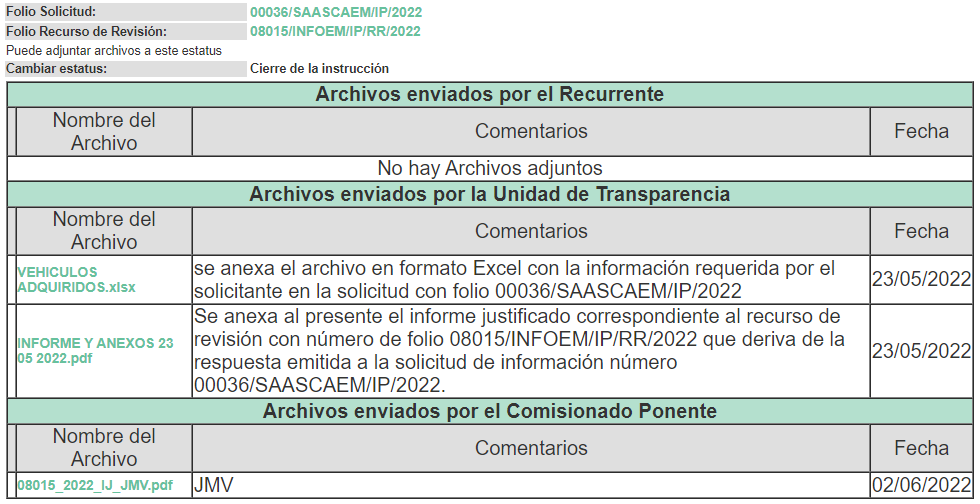 Folio Solicitud: 00036/SAASCAEM/IP/2022
Folio Recurso de Revisión: 08015/INFOEM/IP/RR/2022
Puede adjuntar archivos a este estatus
Cambiar estatus: Cierre de la instrucción
Archivos enviados por el Recurrente
Nombre del
Archivo
Comentarios
Fecha
No hay Archivos adjuntos
Archivos enviados por la Unidad de Transparencia
Nombre del
Archivo
Comentarios
Fecha
VEHICULOS
ADQUIRIDOS.xlsx
se anexa el archivo en formato Excel con la información requerida por el
solicitante en la solicitud con folio 00036/SAASCAEM/IP/2022
23/05/2022
INFORME Y ANEXOS 23
05 2022.pdf
Se anexa al presente el informe justificado correspondiente al recurso de
revisión con número de folio 08015/INFOEM/IP/RR/2022 que deriva de la
respuesta emitida a la solicitud de información número
00036/SAASCAEM/IP/2022.
23/05/2022
Archivos enviados por el Comisionado Ponente
Nombre del
Archivo
Comentarios
Fecha
08015_2022_IJ_JMV.pdf
JMV
02/06/2022